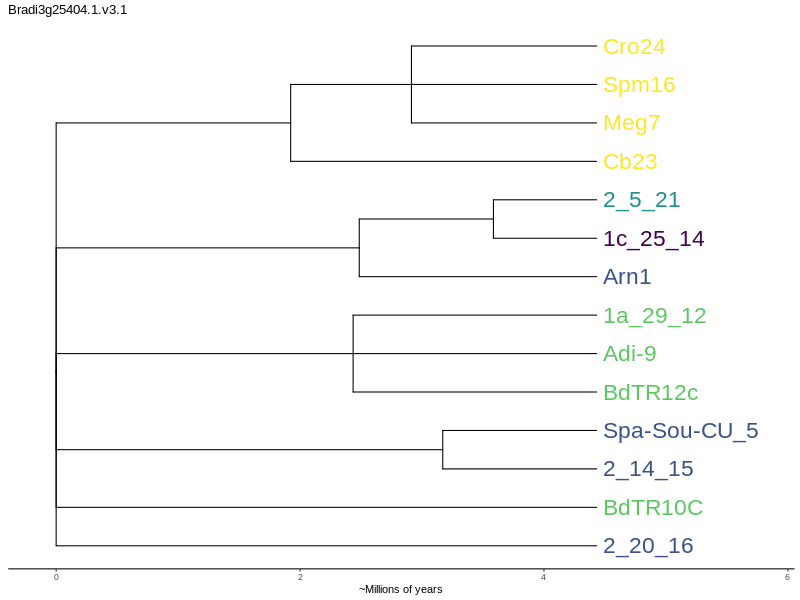 Bradi3g25404.1.v3.1
Cro24
Spm16
Meg7
Cb23
2_5_21
1c_25_14
Arn1
1a_29_12
Adi-9
BdTR12c
Spa-Sou-CU_5
2_14_15
BdTR10C
2_20_16
0 2 4 6
~Millions of years